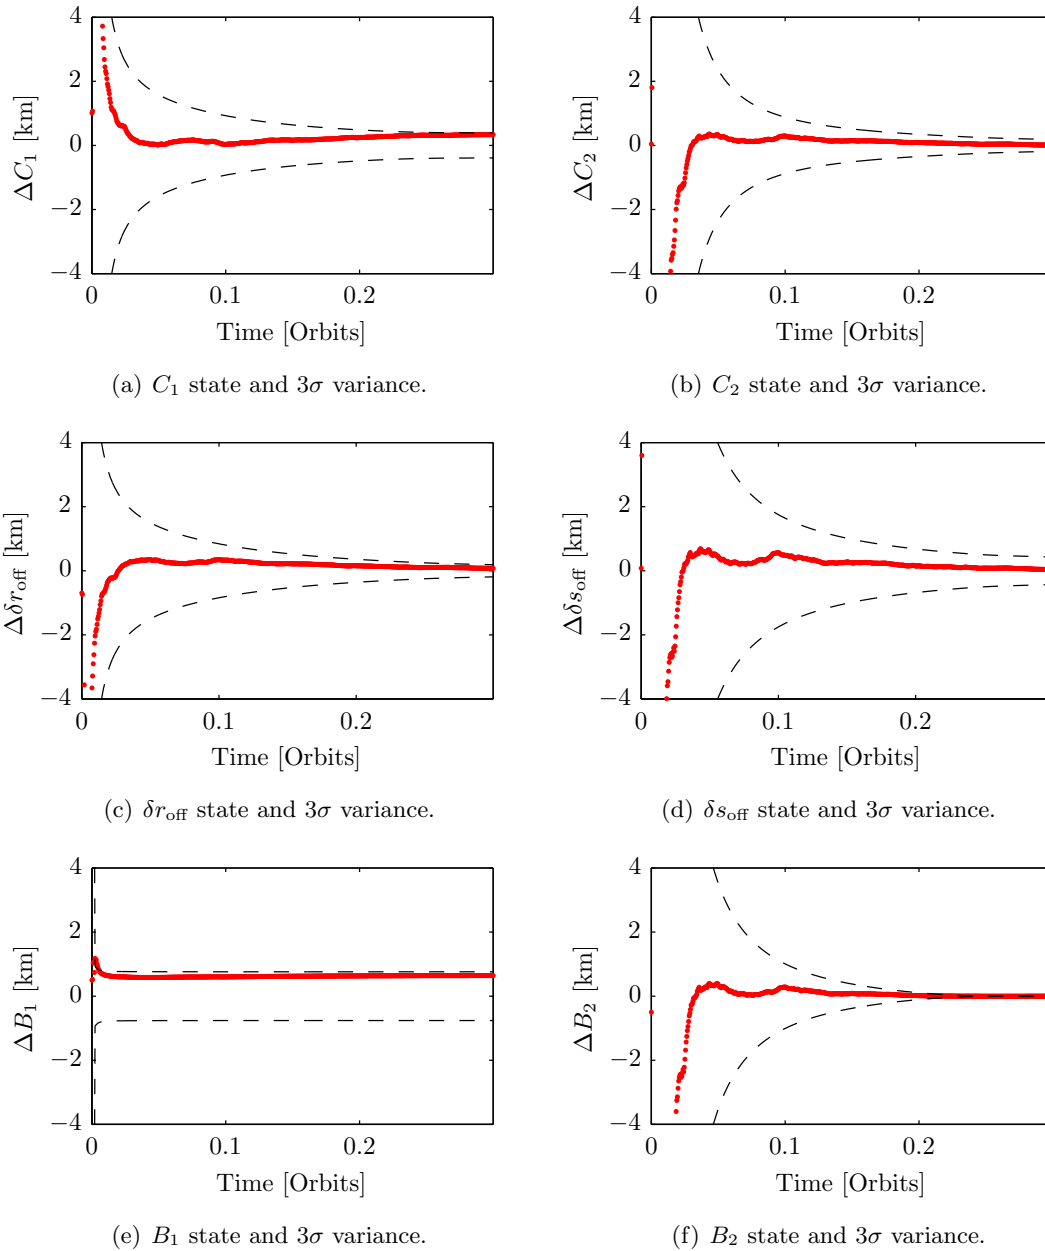 4 4
2 2
0 0
−2 −2
−4 −4
ΔC₁ [km] ΔC₂ [km]
0 0.1 0.2 0 0.1 0.2
Time [Orbits] Time [Orbits]
(a) C₁ state and 3σ variance. (b) C₂ state and 3σ variance.
4 4
2 2
0 0
−2 −2
−4 −4
Δδr_off [km] Δδs_off [km]
0 0.1 0.2 0 0.1 0.2
Time [Orbits] Time [Orbits]
(c) δr_off state and 3σ variance. (d) δs_off state and 3σ variance.
4 4
2 2
0 0
−2 −2
−4 −4
ΔB₁ [km] ΔB₂ [km]
0 0.1 0.2 0 0.1 0.2
Time [Orbits] Time [Orbits]
(e) B₁ state and 3σ variance. (f) B₂ state and 3σ variance.